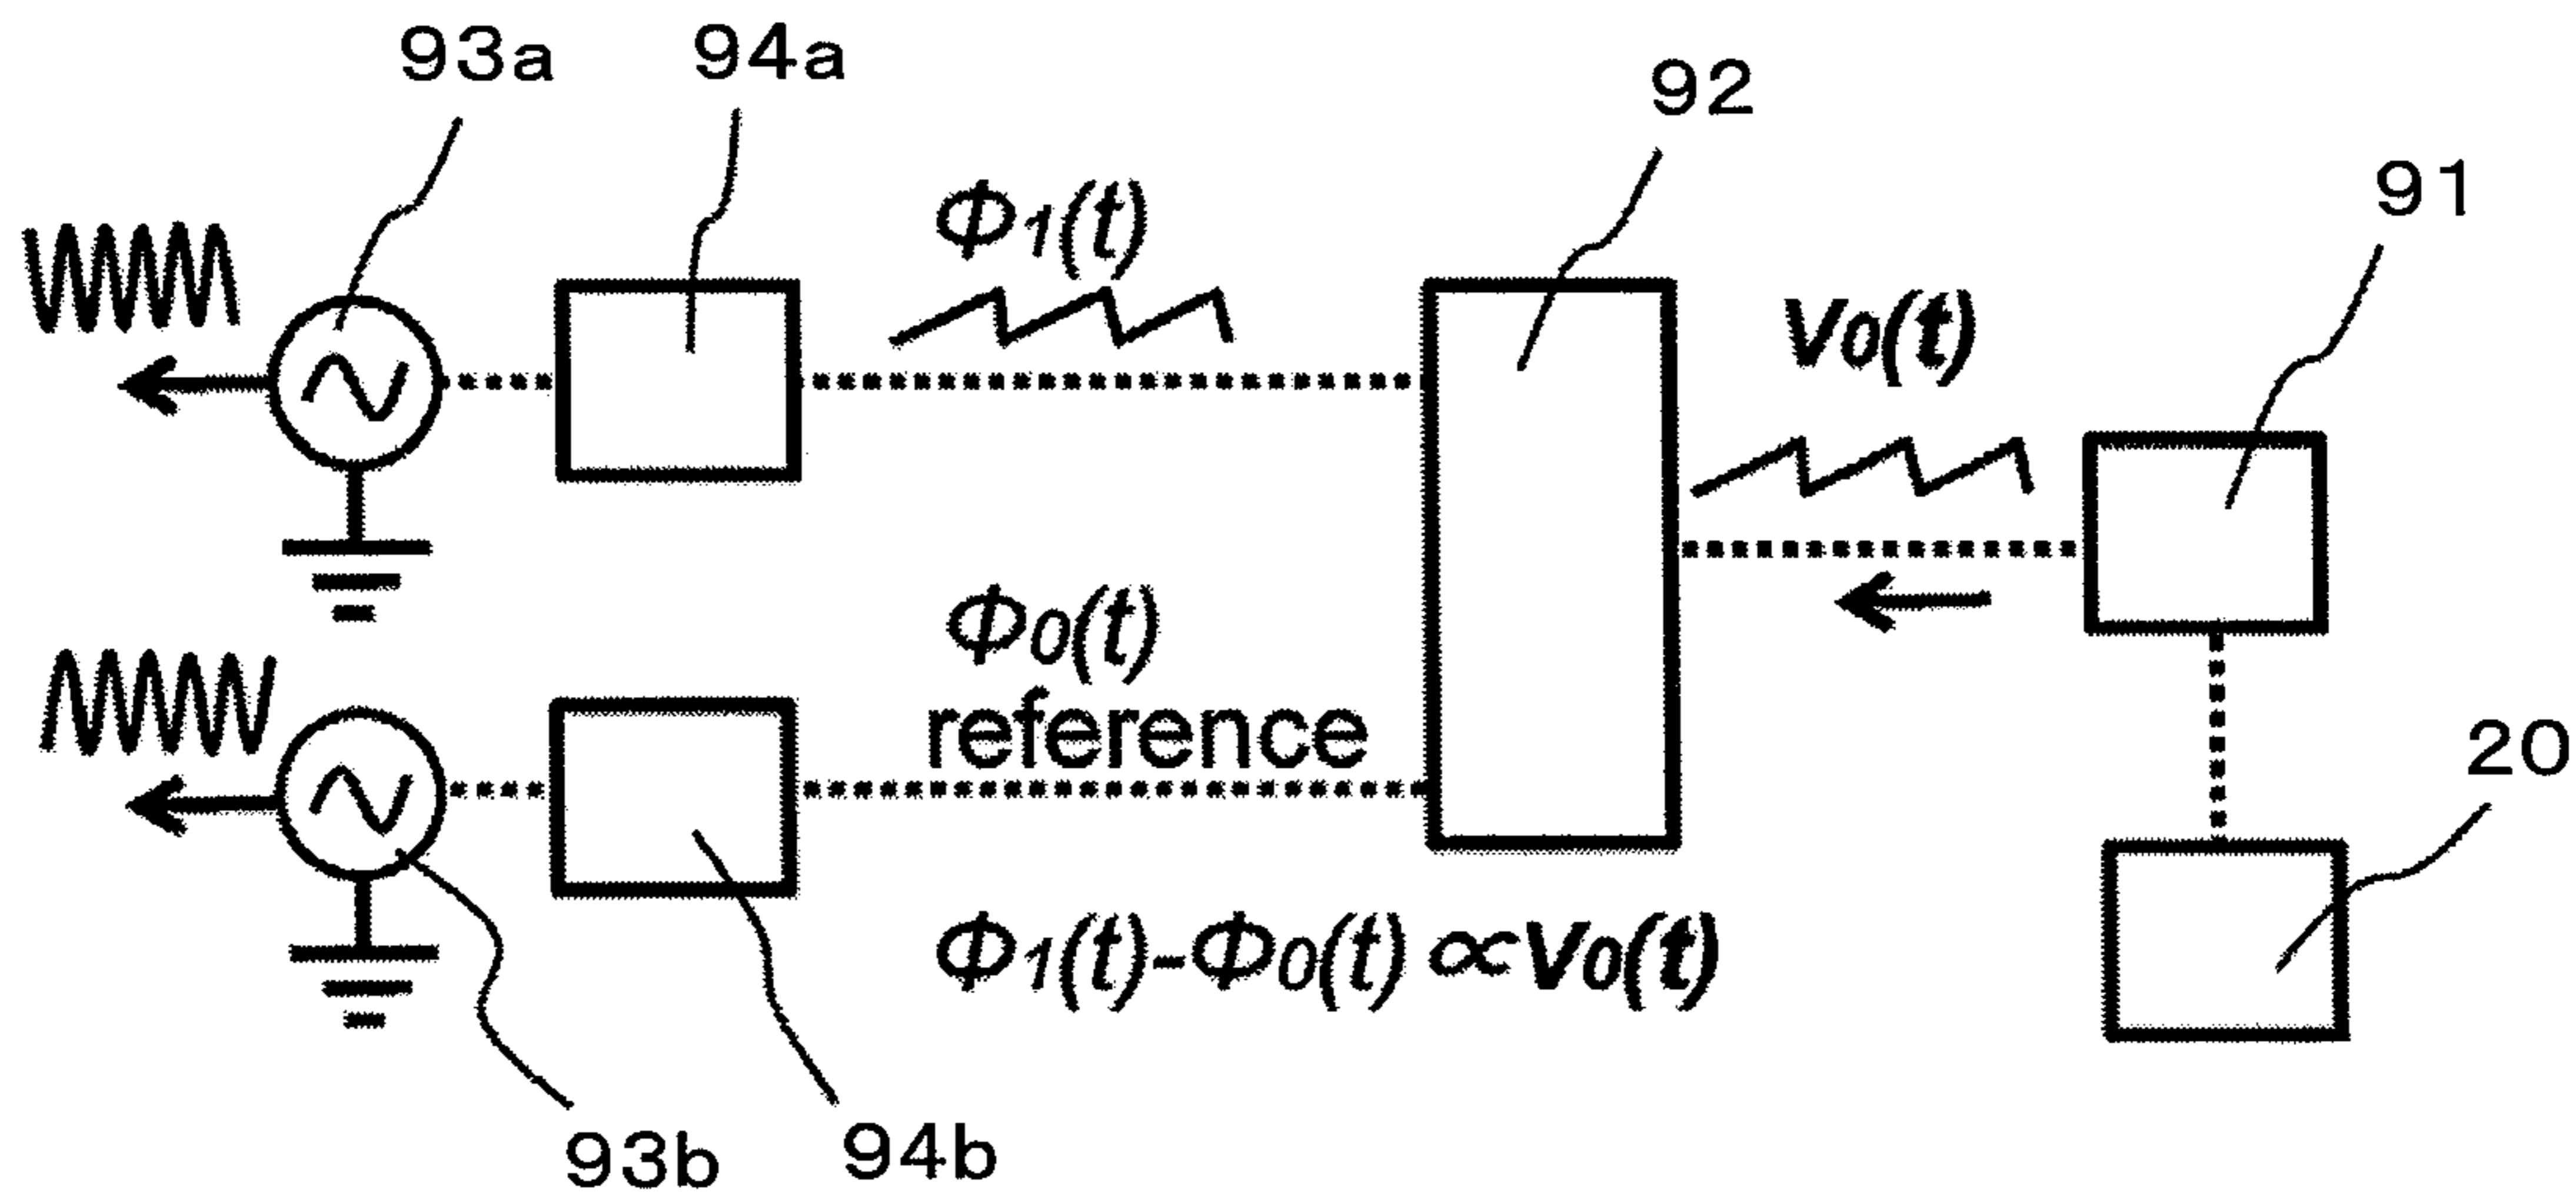 93a
94a
92
91
Φ1(t)
V0(t)
Φ0(t)
reference
20
Φ1(t)-Φ0(t) ∝V0(t)
93b
94b